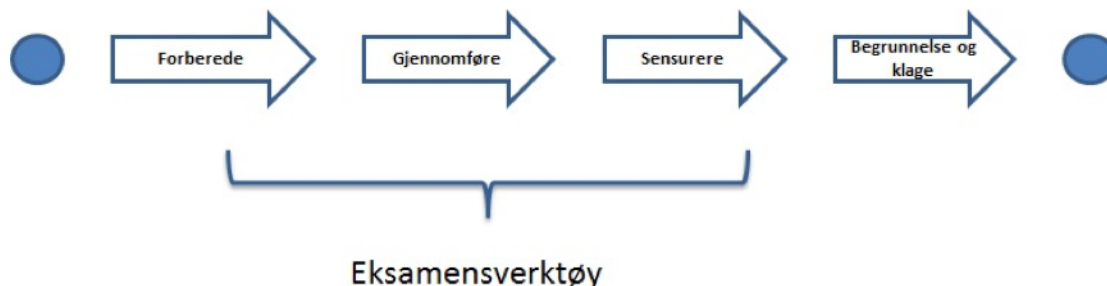 Forberede
Gjennomføre
Sensurere
Begrunnelse og
klage
Eksamensverktøy